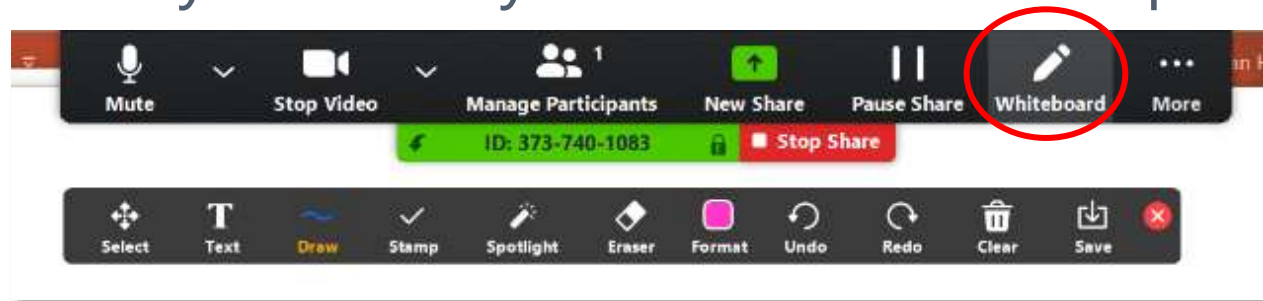 1
Mute Stop Video Manage Participants New Share Pause Share Whiteboard More
ID: 373-740-1083 Stop Share
Select Text Draw Stamp Spotlight Eraser Format Undo Redo Clear Save